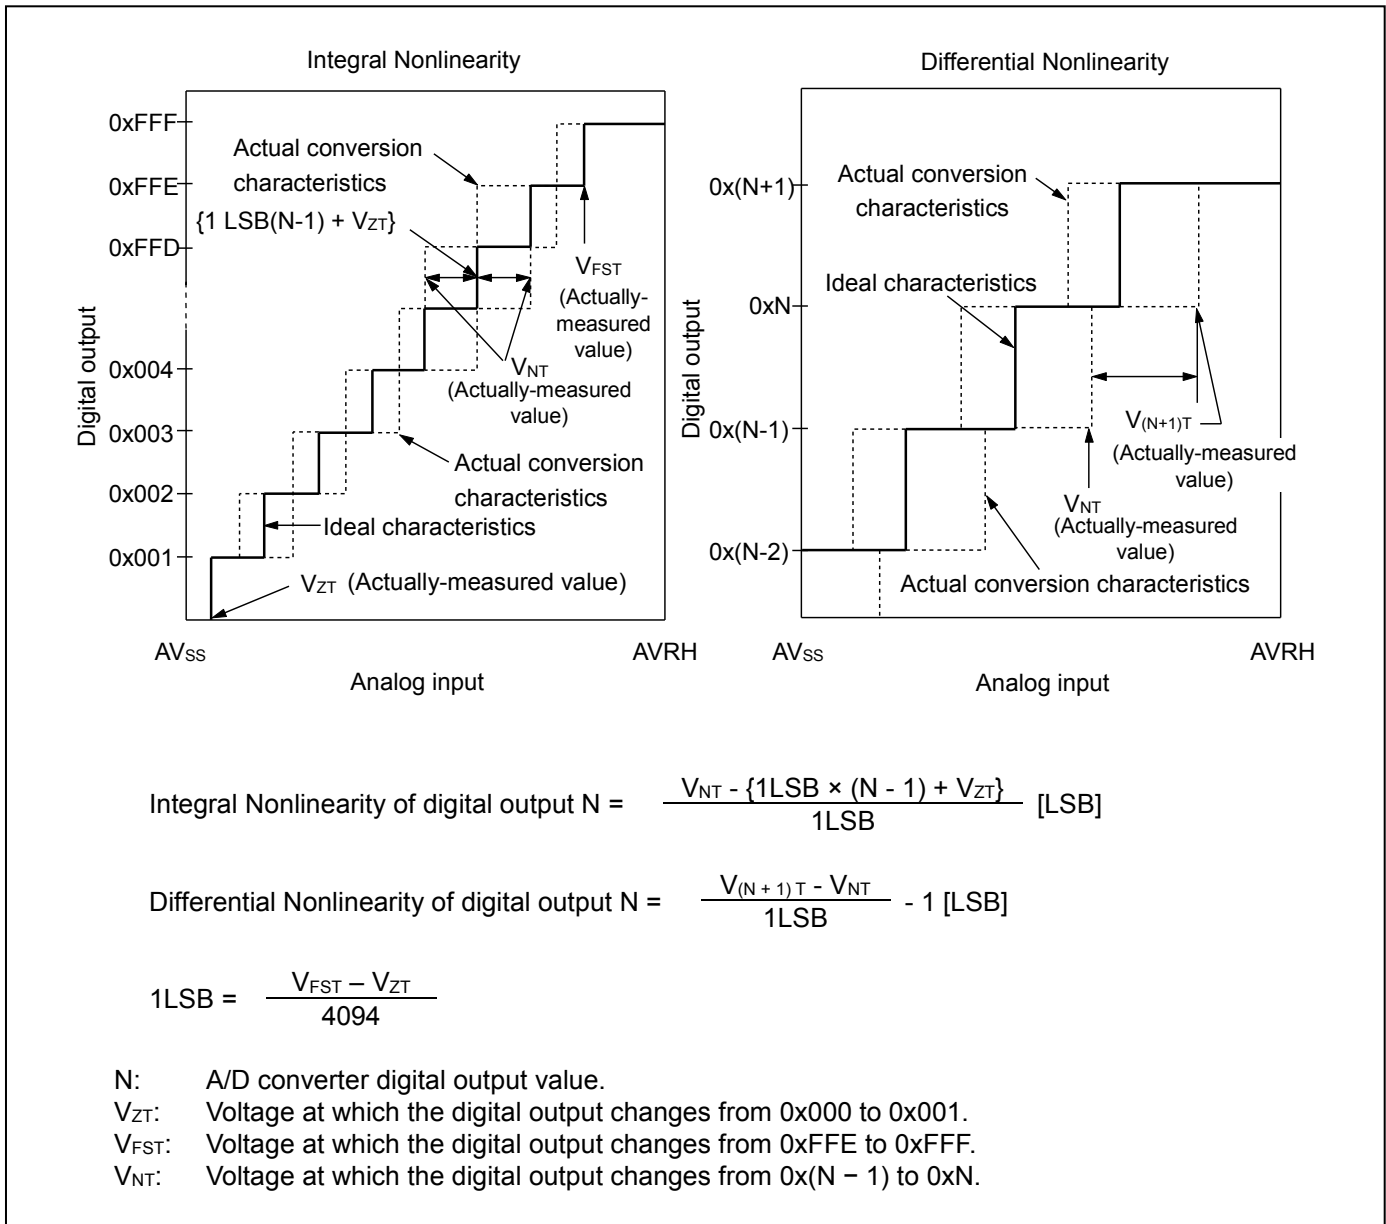 Integral Nonlinearity
0xFFF
0xFFE
0xFFD
0x004
0x003
0x002
0x001
Digital output
Actual conversion
characteristics
{1 LSB(N-1) + VZT}
VFST
(Actually-
measured
value)
VNT
(Actually-measured
value)
Actual conversion
characteristics
Ideal characteristics
VZT (Actually-measured value)
AVSS
AVRH
Analog input
Differential Nonlinearity
0x(N+1)
0xN
0x(N-1)
0x(N-2)
Digital output
Actual conversion
characteristics
Ideal characteristics
V(N+1)T
(Actually-measured
value)
VNT
(Actually-measured
value)
Actual conversion characteristics
AVSS
AVRH
Analog input
Integral Nonlinearity of digital output N =
VNT - {1LSB × (N - 1) + VZT}
1LSB
[LSB]
Differential Nonlinearity of digital output N =
V(N + 1) T - VNT
1LSB
- 1 [LSB]
1LSB =
VFST – VZT
4094
N: A/D converter digital output value.
VZT: Voltage at which the digital output changes from 0x000 to 0x001.
VFST: Voltage at which the digital output changes from 0xFFE to 0xFFF.
VNT: Voltage at which the digital output changes from 0x(N − 1) to 0xN.